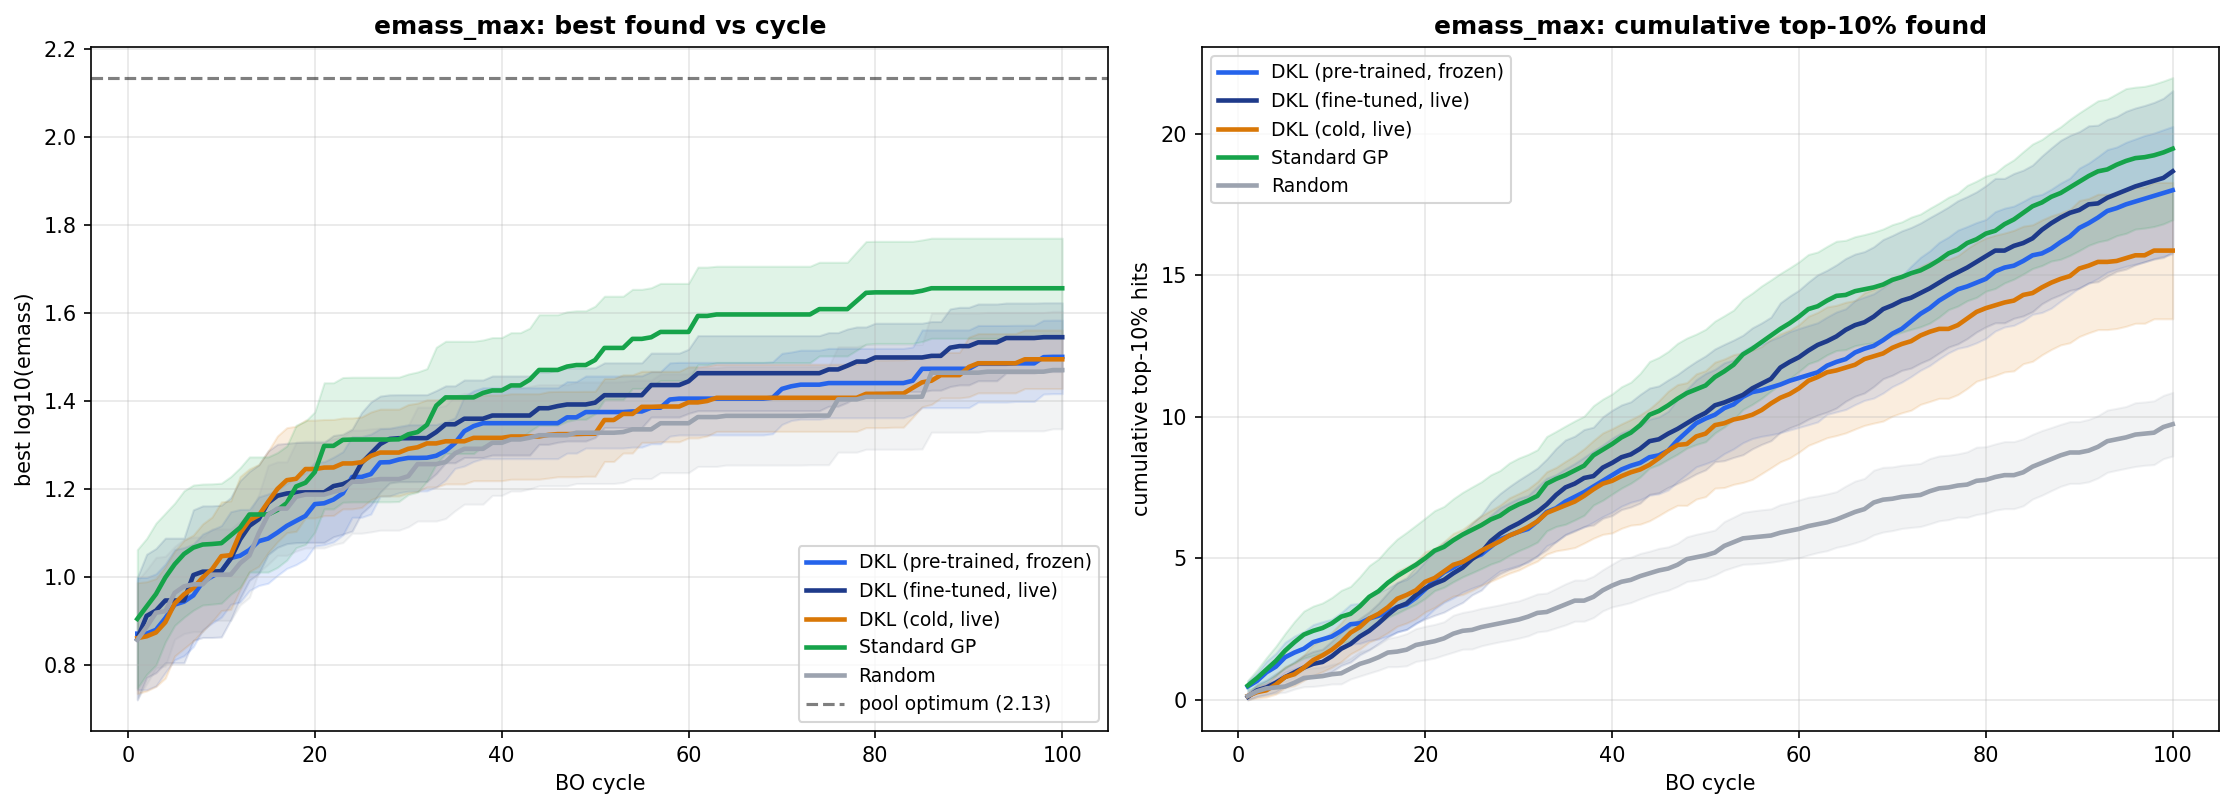 emass_max: best found vs cycle
best log10(emass)
2.2
2.0
1.8
1.6
1.4
1.2
1.0
0.8
0
20
40
60
80
100
BO cycle
DKL (pre-trained, frozen)
DKL (fine-tuned, live)
DKL (cold, live)
Standard GP
Random
pool optimum (2.13)
emass_max: cumulative top-10% found
cumulative top-10% hits
20
15
10
5
0
0
20
40
60
80
100
BO cycle
DKL (pre-trained, frozen)
DKL (fine-tuned, live)
DKL (cold, live)
Standard GP
Random